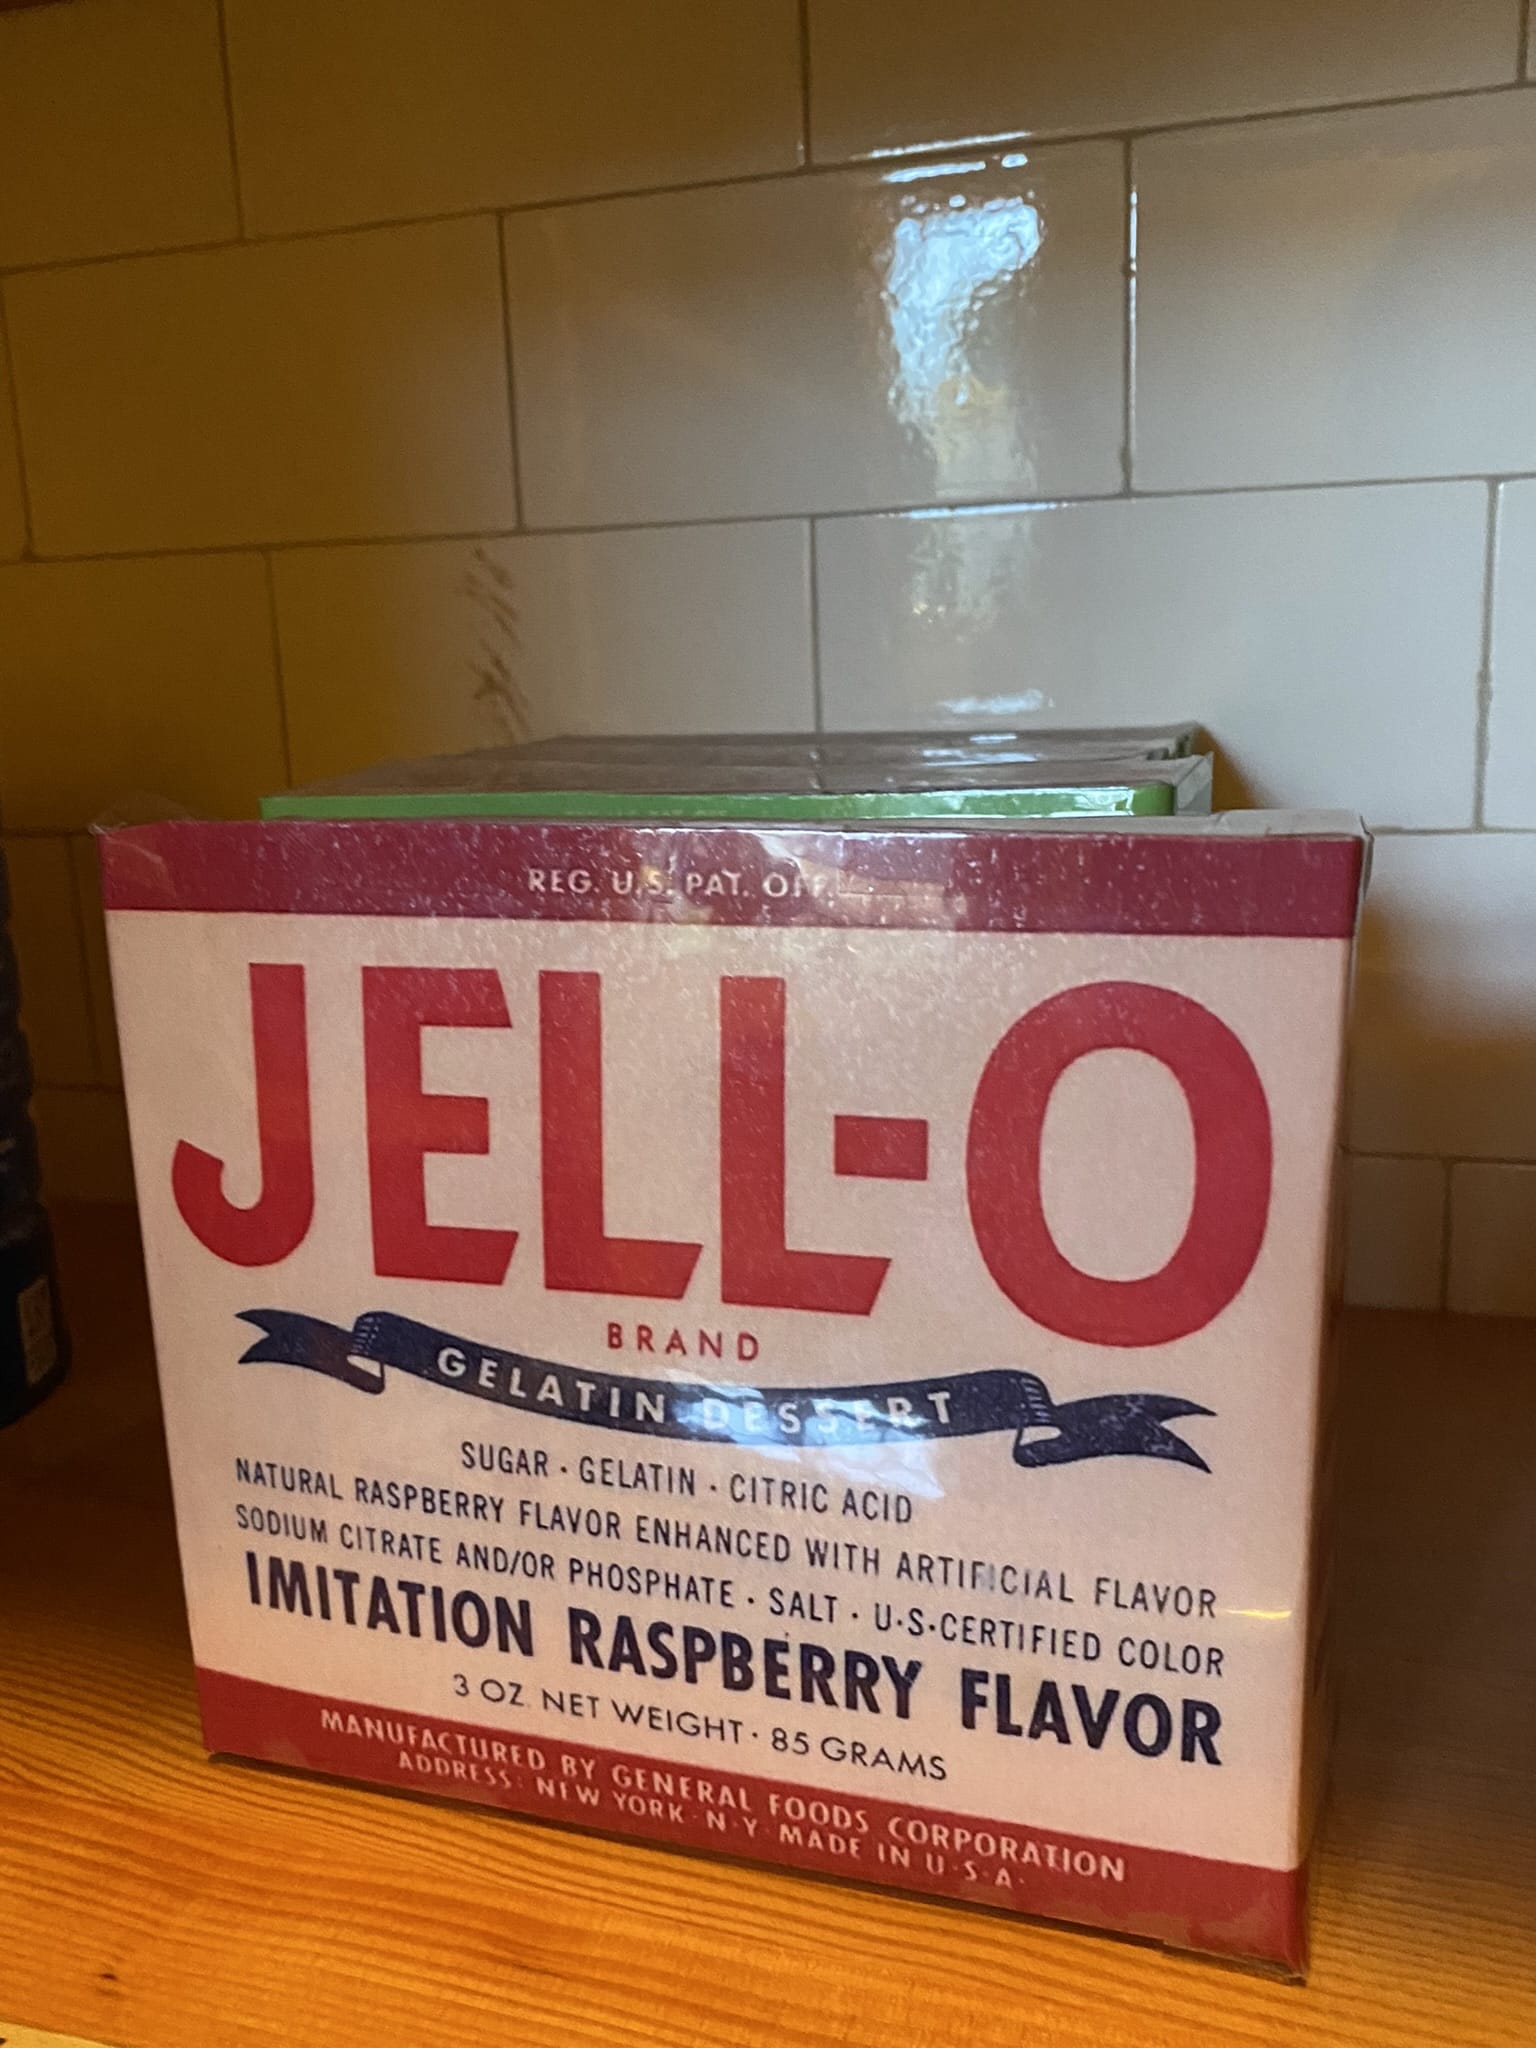 REG. U.S. PAT. OFF.
JELL-O
BRAND
GELATIN DESSERT
SUGAR · GELATIN · CITRIC ACID
NATURAL RASPBERRY FLAVOR ENHANCED WITH ARTIFICIAL FLAVOR
SODIUM CITRATE AND/OR PHOSPHATE · SALT · U·S·CERTIFIED COLOR
IMITATION RASPBERRY FLAVOR
3 OZ. NET WEIGHT · 85 GRAMS
MANUFACTURED BY GENERAL FOODS CORPORATION
ADDRESS: NEW YORK · N·Y· MADE IN U·S·A·